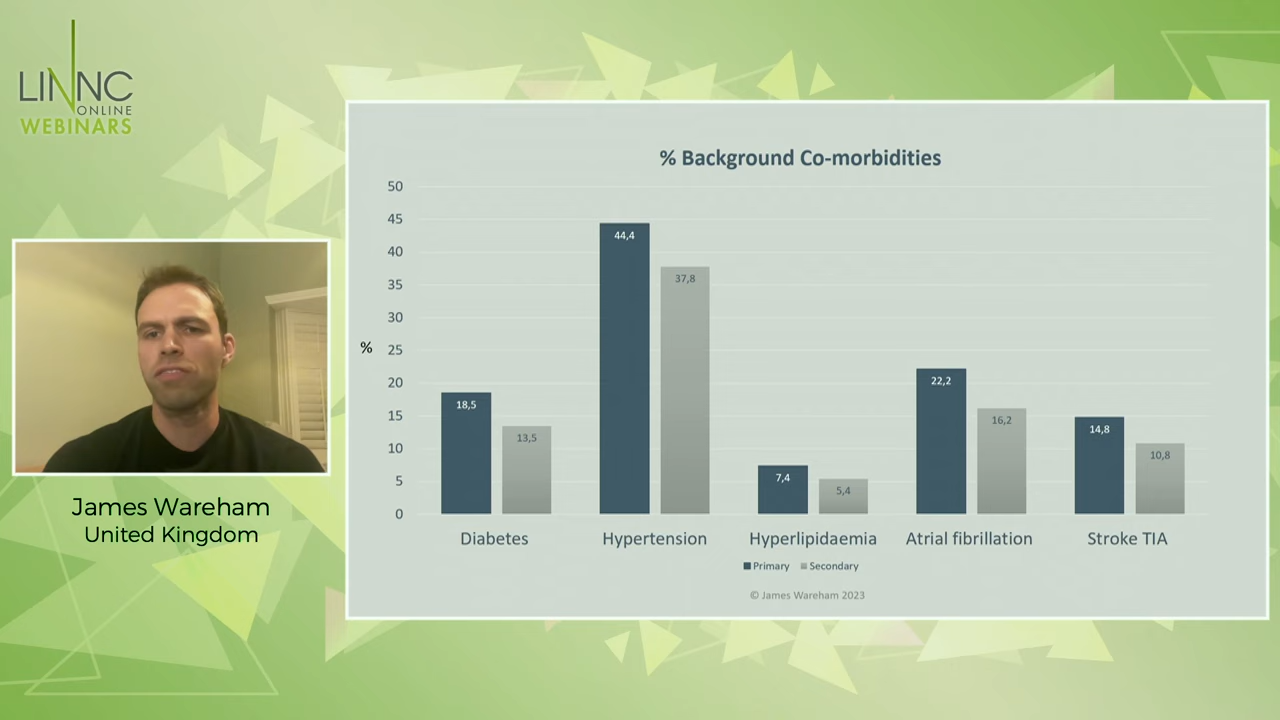 LINNC
ONLINE
WEBINARS
James Wareham
United Kingdom
% Background Co-morbidities
50
45
40
35
30
25
20
15
10
5
0
%
18,5
13,5
44,4
37,8
7,4
5,4
22,2
16,2
14,8
10,8
Diabetes
Hypertension
Hyperlipidaemia
Atrial fibrillation
Stroke TIA
Primary
Secondary
© James Wareham 2023